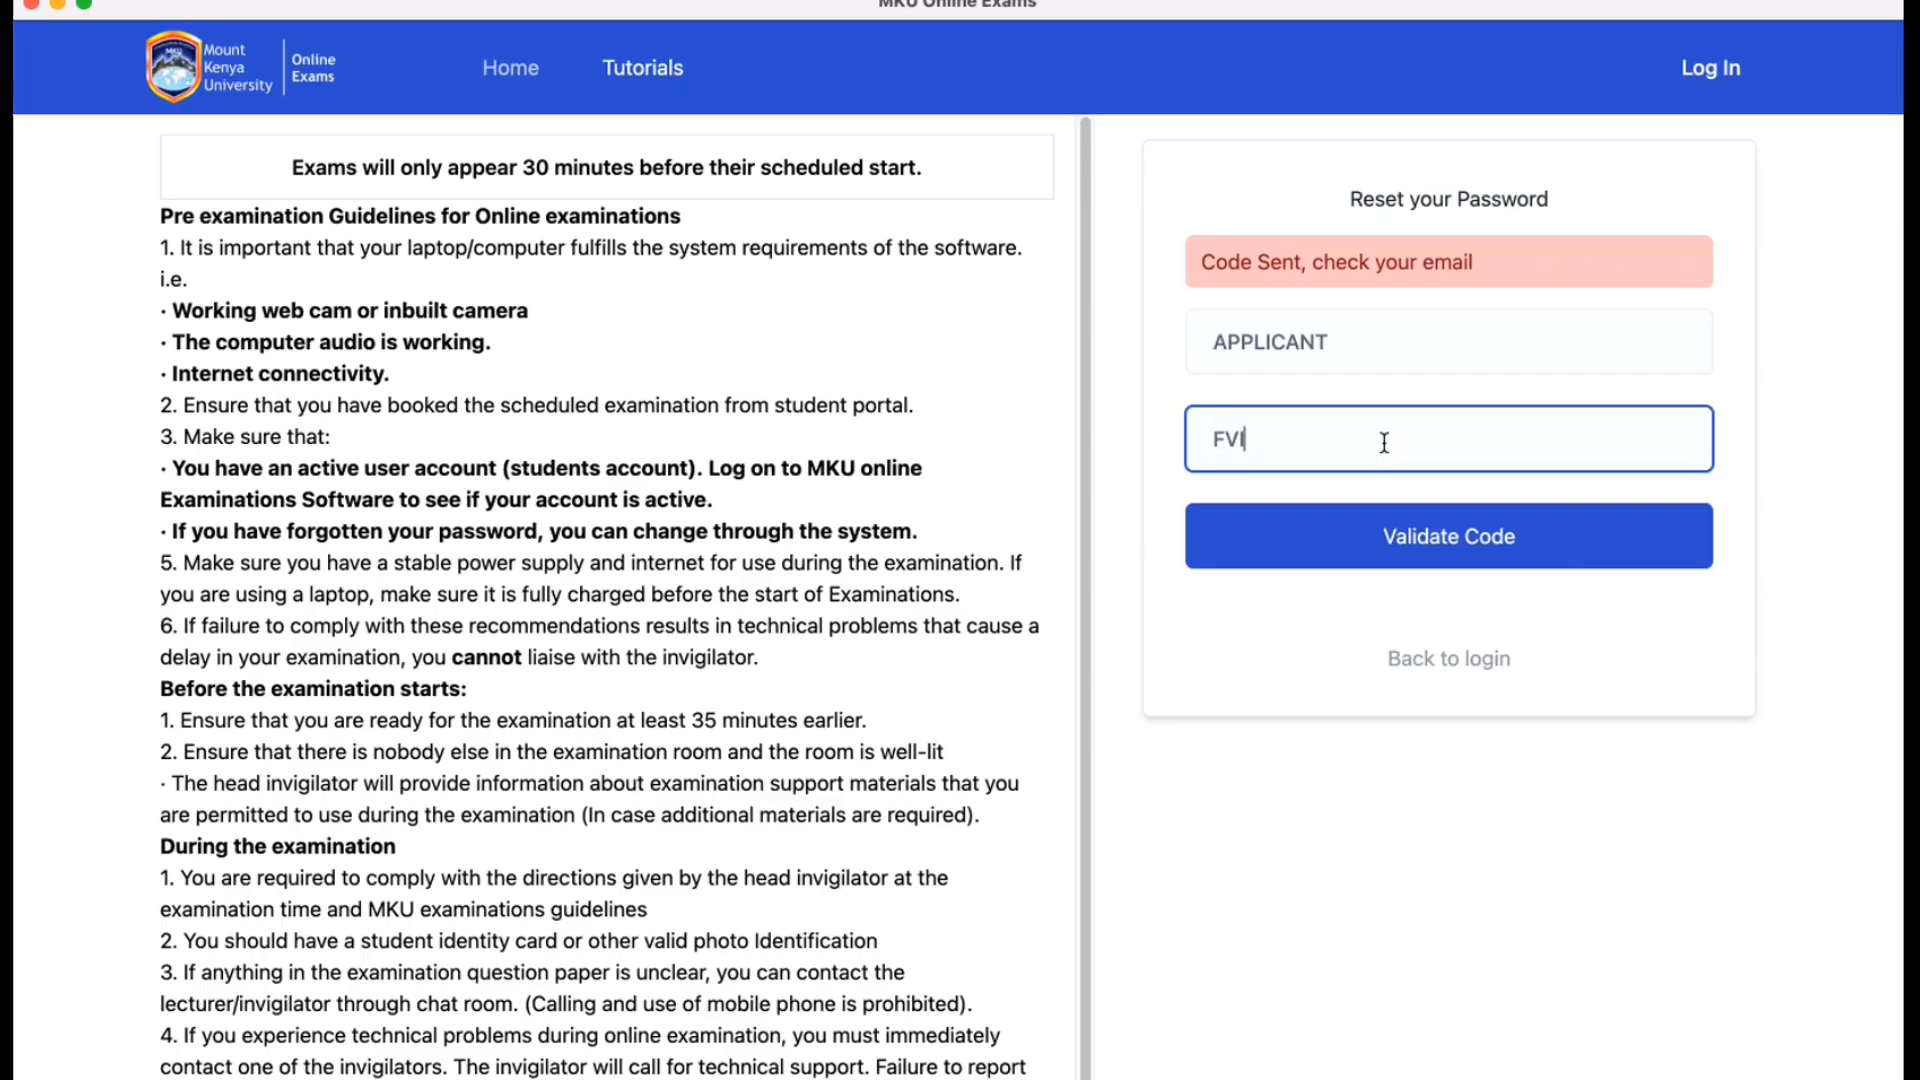 MKU Online Exams
Mount
Kenya
University
Online
Exams
Home
Tutorials
Log In
Exams will only appear 30 minutes before their scheduled start.
Pre examination Guidelines for Online examinations
1. It is important that your laptop/computer fulfills the system requirements of the software.
i.e.
· Working web cam or inbuilt camera
· The computer audio is working.
· Internet connectivity.
2. Ensure that you have booked the scheduled examination from student portal.
3. Make sure that:
· You have an active user account (students account). Log on to MKU online
Examinations Software to see if your account is active.
· If you have forgotten your password, you can change through the system.
5. Make sure you have a stable power supply and internet for use during the examination. If
you are using a laptop, make sure it is fully charged before the start of Examinations.
6. If failure to comply with these recommendations results in technical problems that cause a
delay in your examination, you cannot liaise with the invigilator.
Before the examination starts:
1. Ensure that you are ready for the examination at least 35 minutes earlier.
2. Ensure that there is nobody else in the examination room and the room is well-lit
· The head invigilator will provide information about examination support materials that you
are permitted to use during the examination (In case additional materials are required).
During the examination
1. You are required to comply with the directions given by the head invigilator at the
examination time and MKU examinations guidelines
2. You should have a student identity card or other valid photo Identification
3. If anything in the examination question paper is unclear, you can contact the
lecturer/invigilator through chat room. (Calling and use of mobile phone is prohibited).
4. If you experience technical problems during online examination, you must immediately
contact one of the invigilators. The invigilator will call for technical support. Failure to report
Reset your Password
Code Sent, check your email
APPLICANT
FVI
Validate Code
Back to login